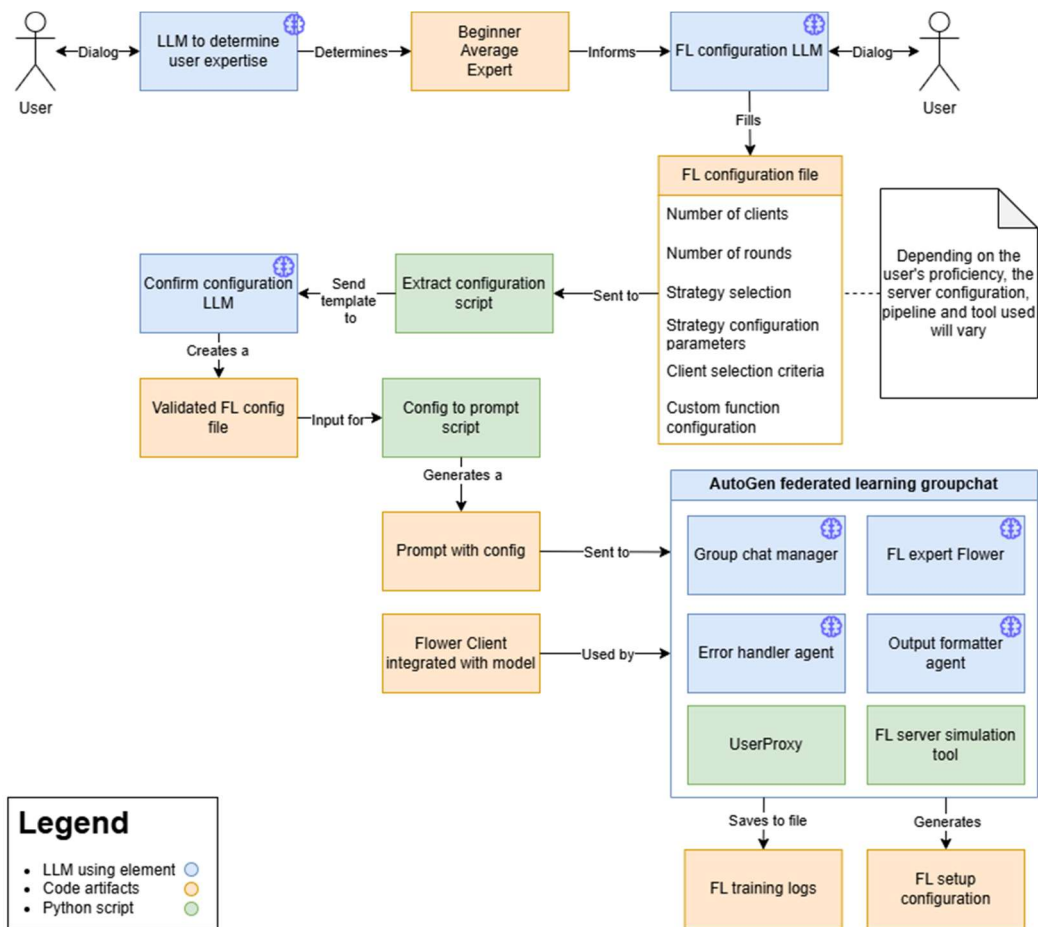 User
Dialog
LLM to determine
user expertise
Determines
Beginner
Average
Expert
Informs
FL configuration LLM
Dialog
User
Fills
FL configuration file
Number of clients
Number of rounds
Strategy selection
Strategy configuration
parameters
Client selection criteria
Custom function
configuration
Depending on the
user's proficiency, the
server configuration,
pipeline and tool used
will vary
Sent to
Extract configuration
script
Send
template
to
Confirm configuration
LLM
Creates a
Validated FL config
file
Input for
Config to prompt
script
Generates a
Prompt with config
Sent to
Flower Client
integrated with model
Used by
AutoGen federated learning groupchat
Group chat manager
FL expert Flower
Error handler agent
Output formatter
agent
UserProxy
FL server simulation
tool
Saves to file
Generates
FL training logs
FL setup
configuration
Legend
• LLM using element
• Code artifacts
• Python script